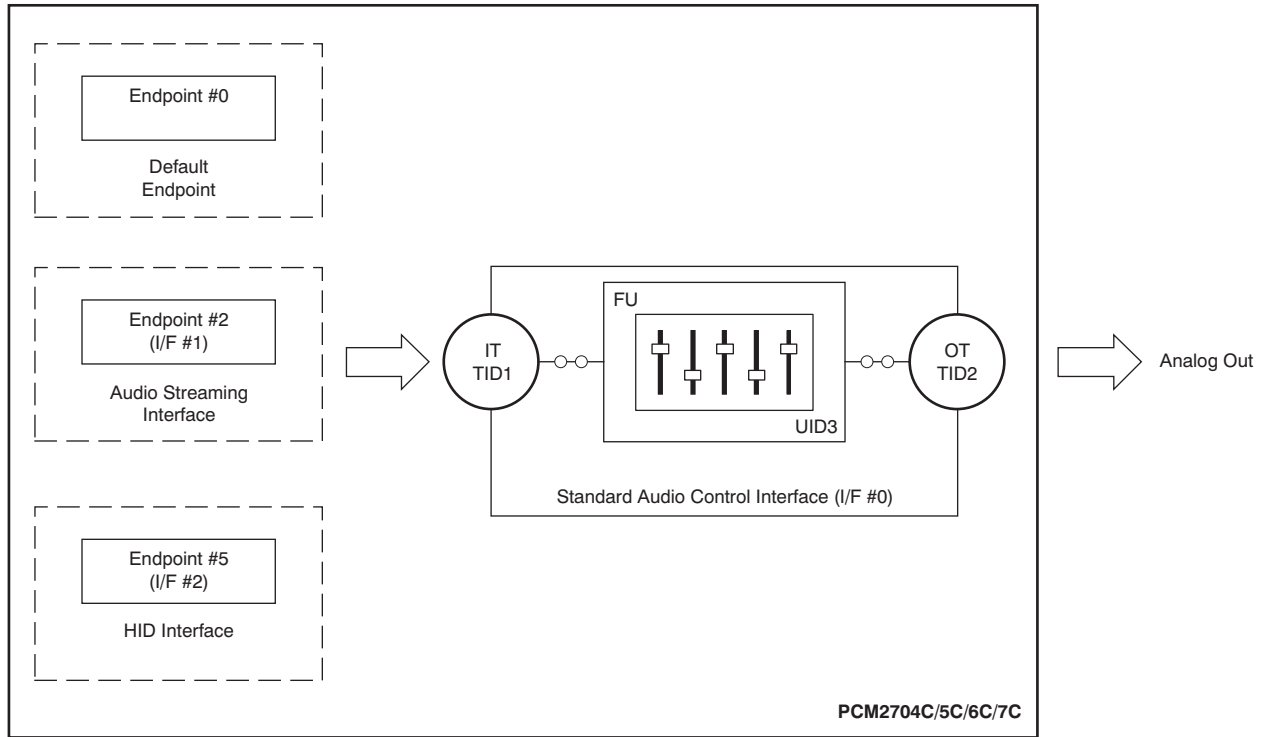 Endpoint #0
Default
Endpoint
Endpoint #2
(I/F #1)
Audio Streaming
Interface
Endpoint #5
(I/F #2)
HID Interface
IT
TID1
FU
UID3
OT
TID2
Standard Audio Control Interface (I/F #0)
Analog Out
PCM2704C/5C/6C/7C